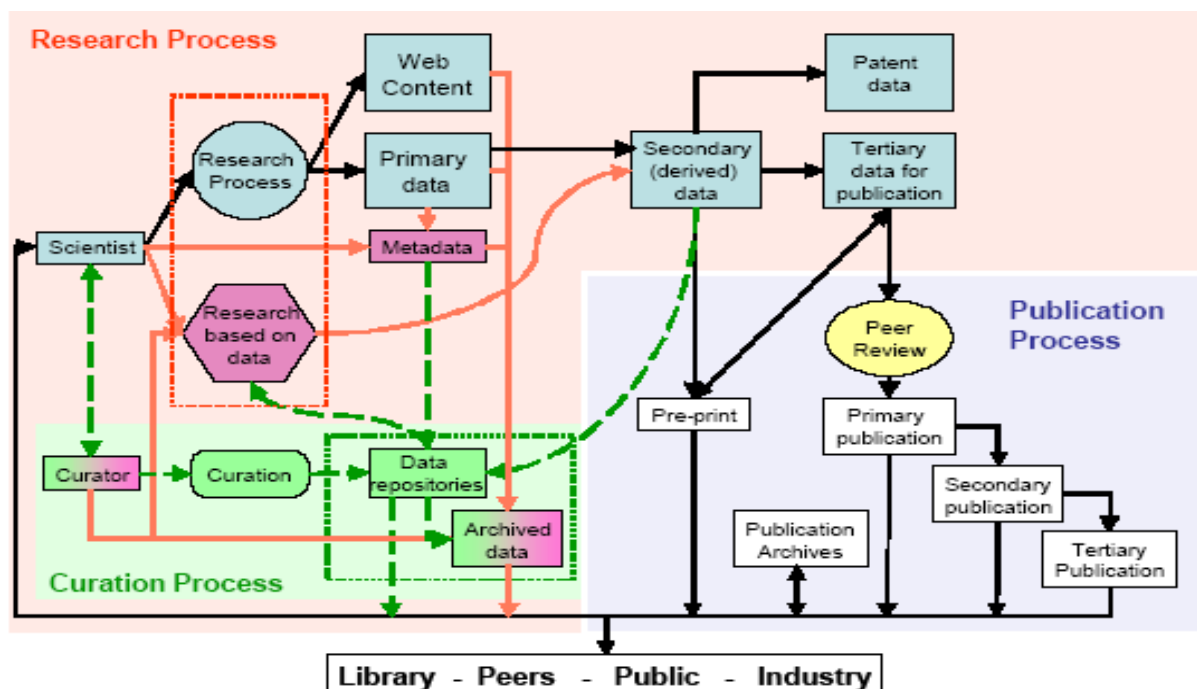 Research Process
Web
Content
Patent
data
Research
Process
Primary
data
Secondary
(derived)
data
Tertiary
data for
publication
Scientist
Metadata
Research
based on
data
Publication
Process
Peer
Review
Pre-print
Primary
publication
Curator
Curation
Data
repositories
Secondary
publication
Archived
data
Publication
Archives
Tertiary
Publication
Curation Process
Library - Peers - Public - Industry